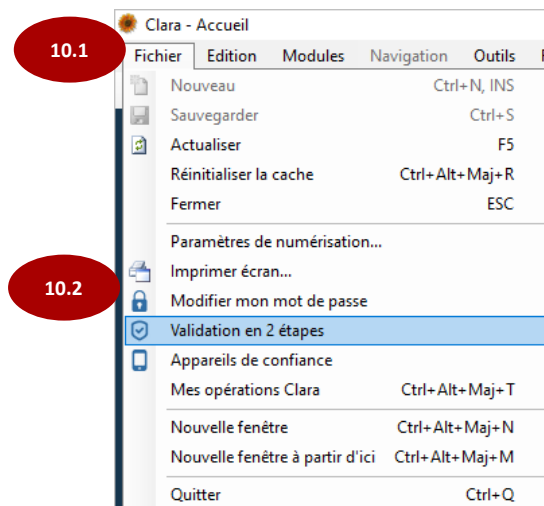 Clara - Accueil
10.1
Fichier Edition Modules Navigation Outils
Nouveau Ctrl+N, INS
Sauvegarder Ctrl+S
Actualiser F5
Réinitialiser la cache Ctrl+Alt+Maj+R
Fermer ESC
Paramètres de numérisation...
Imprimer écran...
10.2
Modifier mon mot de passe
Validation en 2 étapes
Appareils de confiance
Mes opérations Clara Ctrl+Alt+Maj+T
Nouvelle fenêtre Ctrl+Alt+Maj+N
Nouvelle fenêtre à partir d'ici Ctrl+Alt+Maj+M
Quitter Ctrl+Q